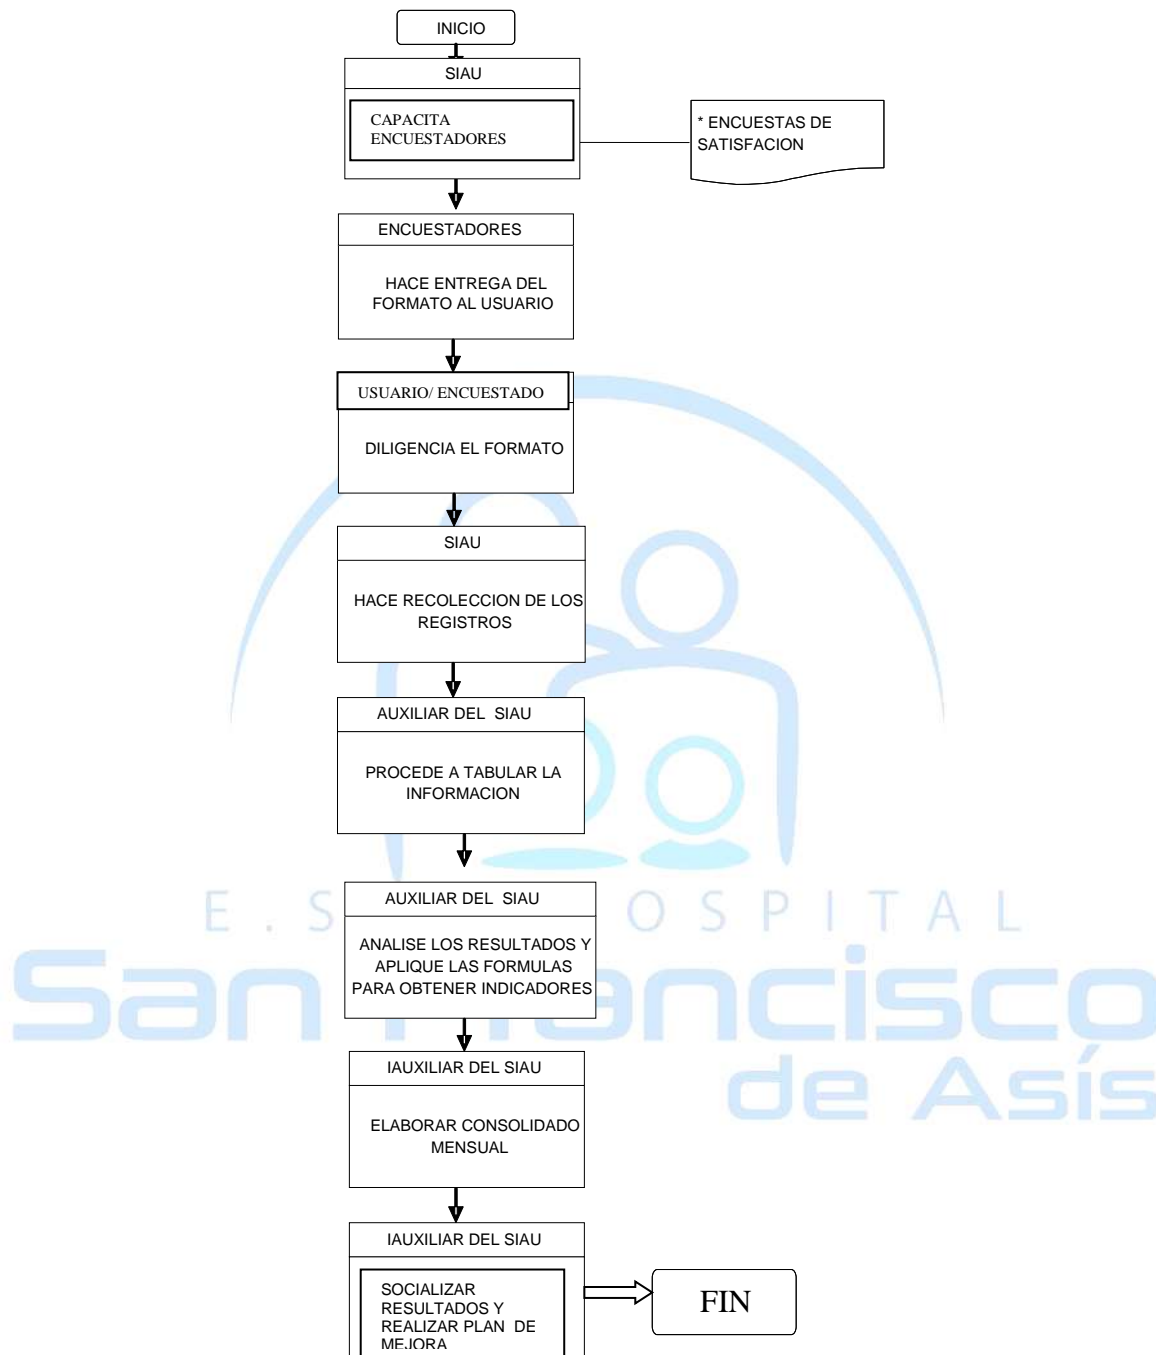 INICIO
SIAU
CAPACITA
ENCUESTADORES
* ENCUESTAS DE
SATISFACION
ENCUESTADORES
HACE ENTREGA DEL
FORMATO AL USUARIO
USUARIO/ ENCUESTADO
DILIGENCIA EL FORMATO
SIAU
HACE RECOLECCION DE LOS
REGISTROS
AUXILIAR DEL SIAU
PROCEDE A TABULAR LA
INFORMACION
AUXILIAR DEL SIAU
ANALISE LOS RESULTADOS Y
APLIQUE LAS FORMULAS
PARA OBTENER INDICADORES
IAUXILIAR DEL SIAU
ELABORAR CONSOLIDADO
MENSUAL
IAUXILIAR DEL SIAU
SOCIALIZAR
RESULTADOS Y
REALIZAR PLAN DE
MEJORA
FIN
E.S HOSPITAL
San Francisco
de Asís